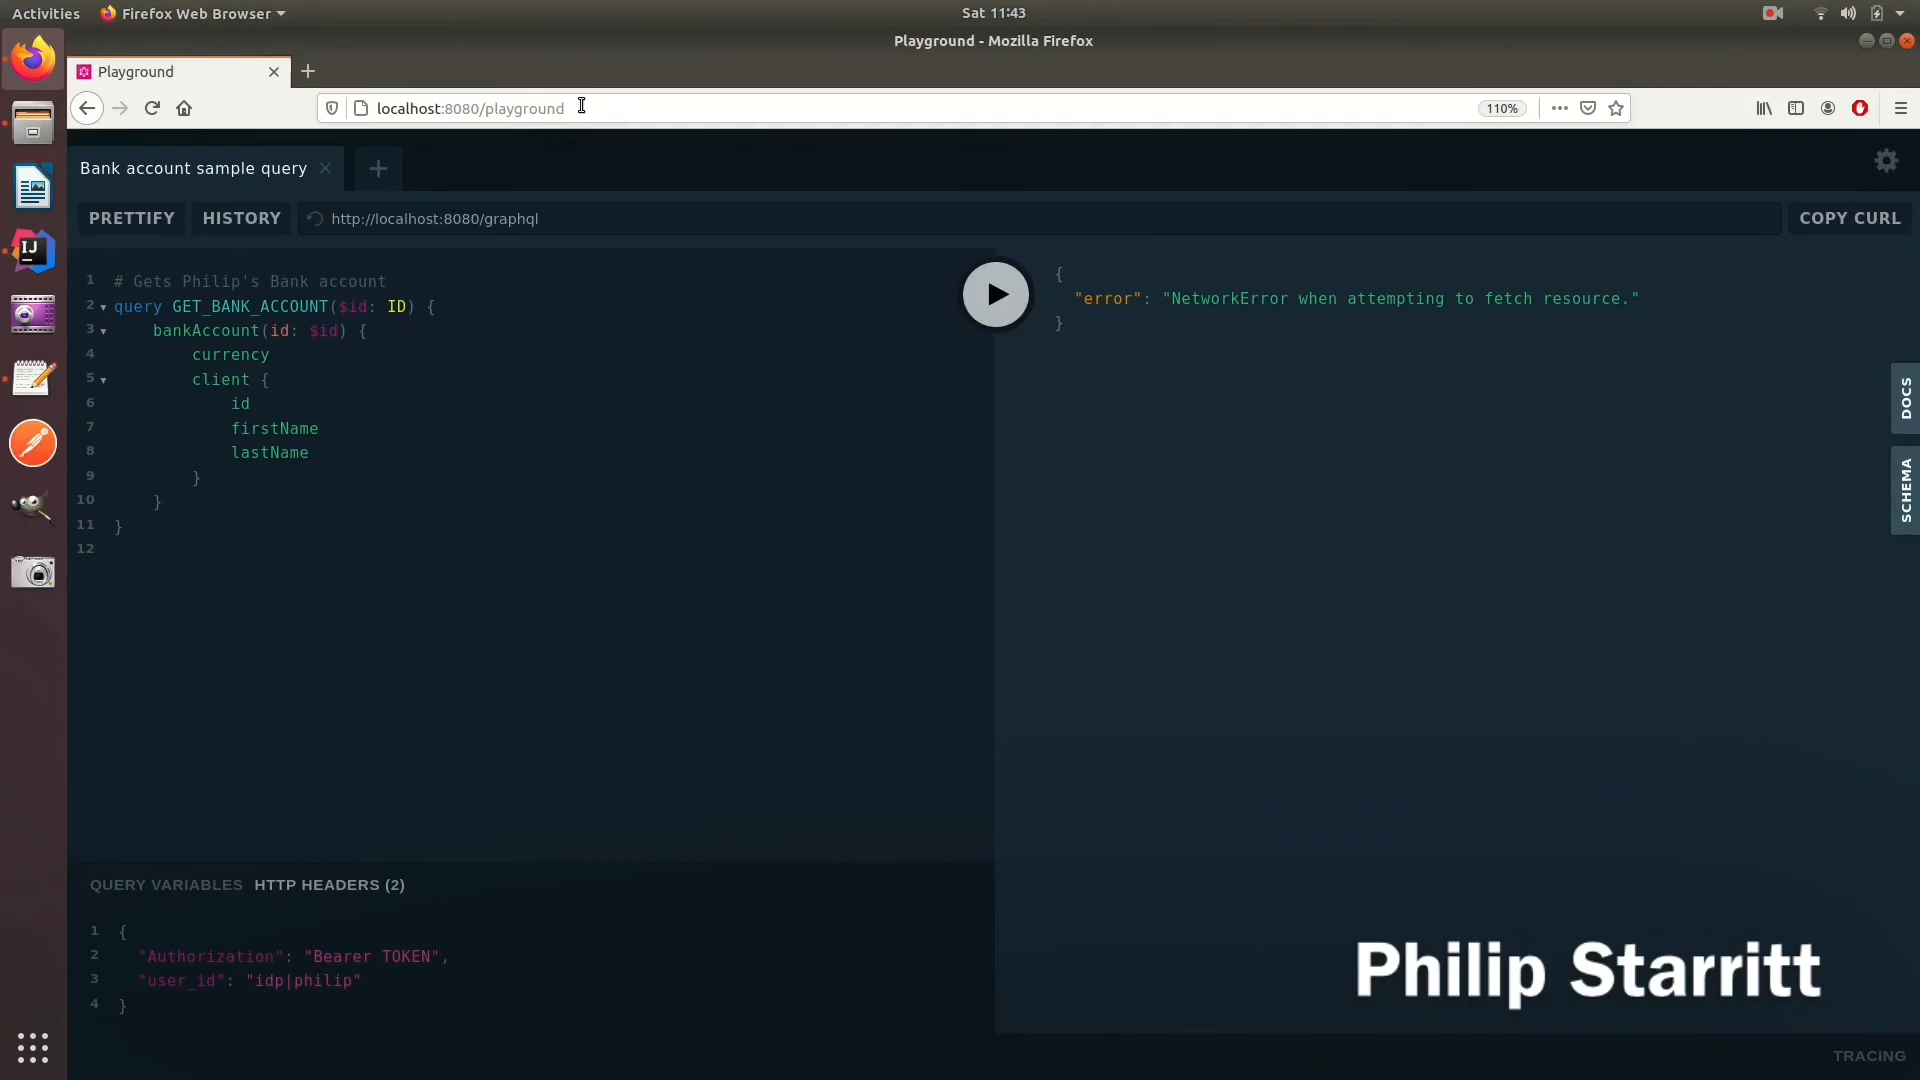 Activities Firefox Web Browser Sat 11:43
Playground - Mozilla Firefox
Playground
localhost:8080/playground 110%
Bank account sample query
PRETTIFY HISTORY http://localhost:8080/graphql COPY CURL
1 # Gets Philip's Bank account
2 query GET_BANK_ACCOUNT($id: ID) {
3 bankAccount(id: $id) {
4 currency
5 client {
6 id
7 firstName
8 lastName
9 }
10 }
11 }
12
{
"error": "NetworkError when attempting to fetch resource."
}
DOCS
SCHEMA
QUERY VARIABLES HTTP HEADERS (2)
1 {
2 "Authorization": "Bearer TOKEN",
3 "user_id": "idp|philip"
4 }
Philip Starritt
TRACING
IJ